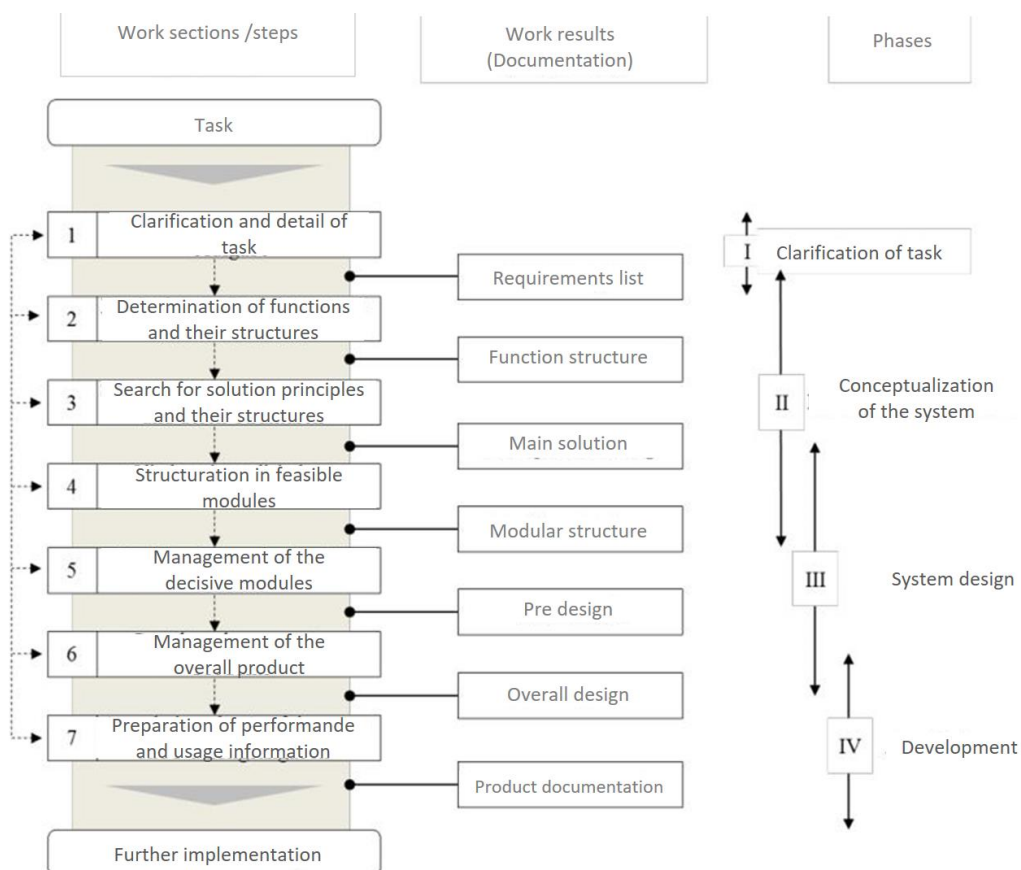 Work sections /steps
Work results
(Documentation)
Phases
Task
1
Clarification and detail of
task
Requirements list
I
Clarification of task
2
Determination of functions
and their structures
Function structure
3
Search for solution principles
and their structures
Main solution
II
Conceptualization
of the system
4
Structuration in feasible
modules
Modular structure
5
Management of the
decisive modules
Pre design
III
System design
6
Management of the
overall product
Overall design
7
Preparation of performande
and usage information
Product documentation
IV
Development
Further implementation